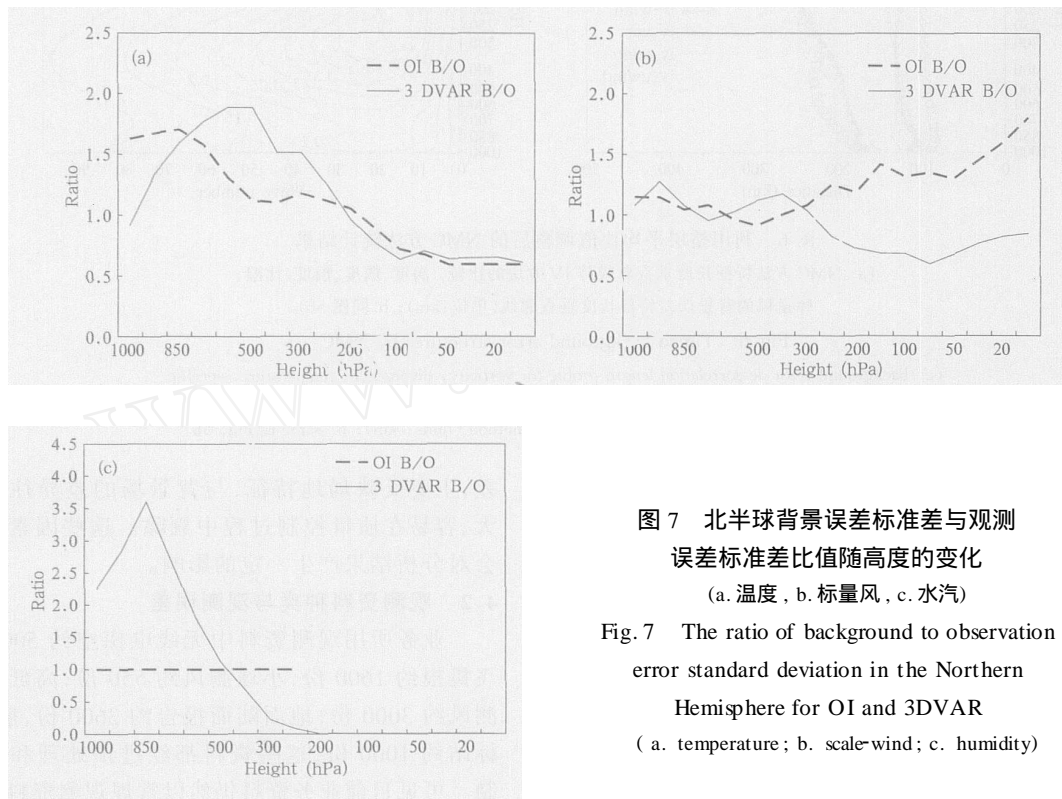 2.5
2.0
1.5
1.0
0.5
0.0
Ratio
(a)
OI B/O
3 DVAR B/O
1000 850 500 300 200 100 50 20
Height (hPa)
2.5
2.0
1.5
1.0
0.5
0.0
Ratio
(b)
OI B/O
3 DVAR B/O
1000 850 500 300 200 100 50 20
Height (hPa)
www.
4.5
4.0
3.5
3.0
2.5
2.0
1.5
1.0
0.5
0.0
Ratio
(c)
OI B/O
3 DVAR B/O
1000 850 500 300 200 100 50 20
Height (hPa)
图 7 北半球背景误差标准差与观测
误差标准差比值随高度的变化
(a. 温度 , b. 标量风 , c. 水汽)
Fig. 7 The ratio of background to observation
error standard deviation in the Northern
Hemisphere for OI and 3DVAR
( a. temperature; b. scale-wind; c. humidity)